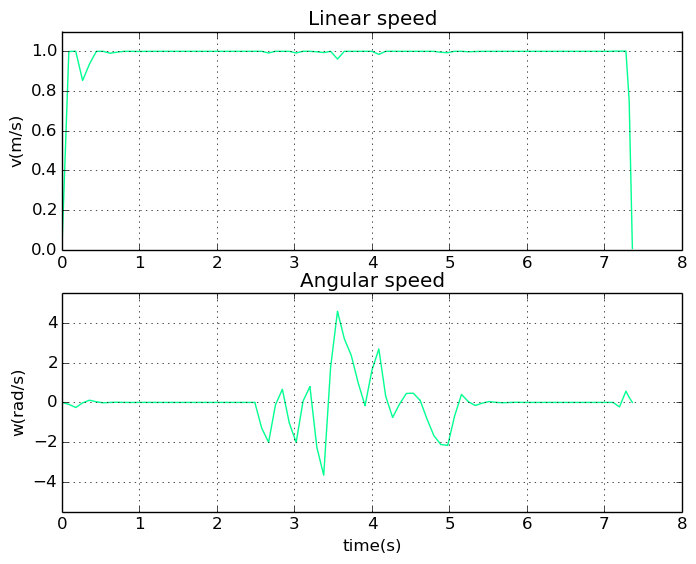 Linear speed
1.0
0.8
0.6
0.4
0.2
0.0
v(m/s)
0 1 2 3 4 5 6 7 8
Angular speed
4
2
0
−2
−4
w(rad/s)
0 1 2 3 4 5 6 7 8
time(s)